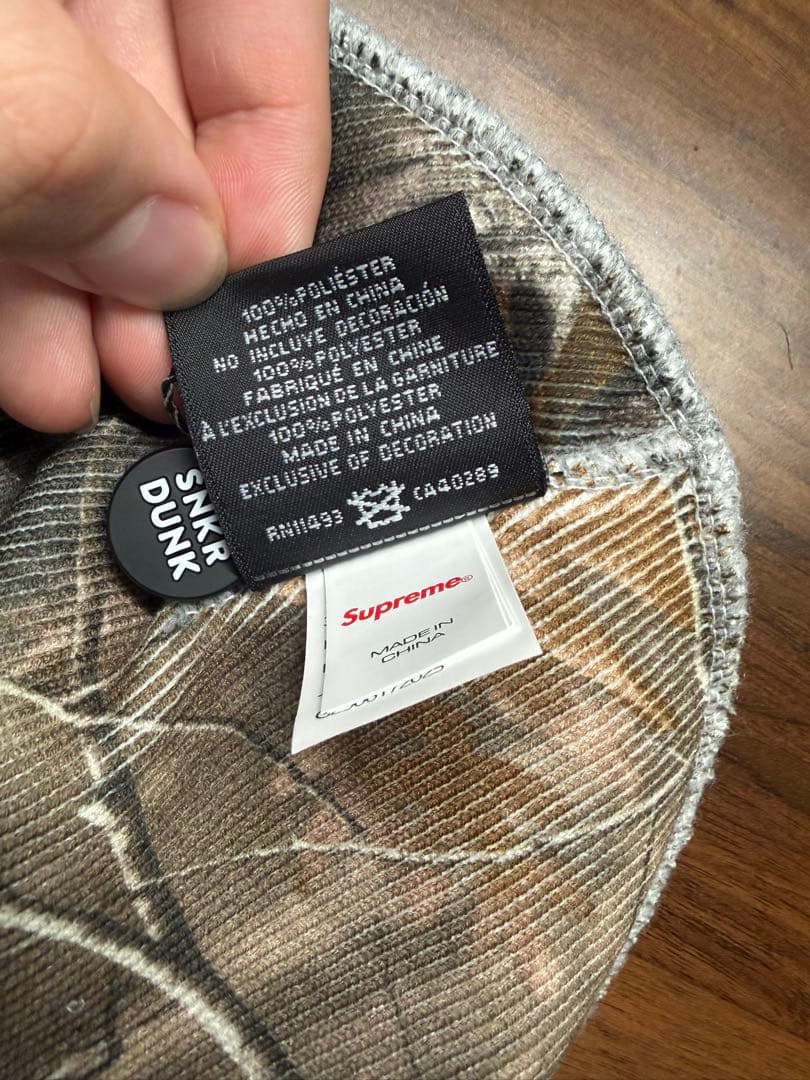 100%POLIÉSTER
HECHO EN CHINA
NO INCLUYE DECORACIÓN
100%POLYESTER
FABRIQUÉ EN CHINE
À L'EXCLUSION DE LA GARNITURE
100%POLYESTER
MADE IN CHINA
EXCLUSIVE OF DECORATION
RN11493 CA40289
SNKR
DUNK
Supreme®
MADE IN
CHINA